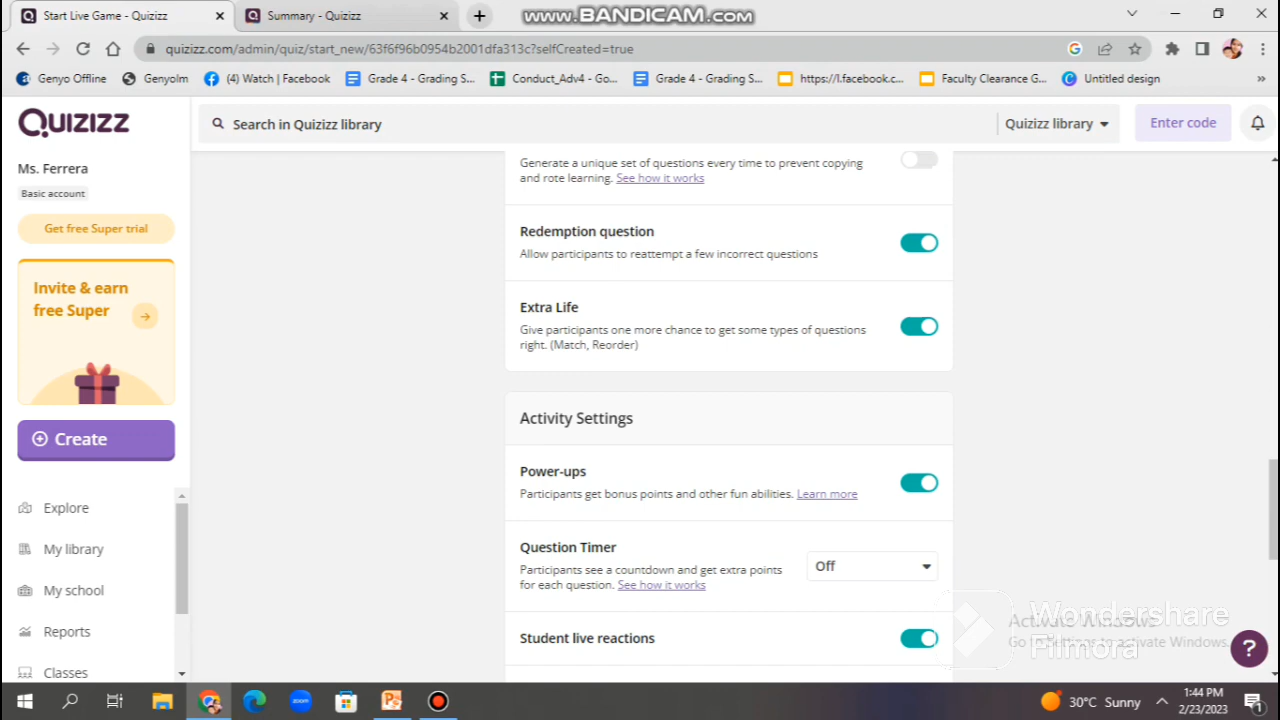 Start Live Game - Quizizz
Summary - Quizizz
www.BANDICAM.com
quizizz.com/admin/quiz/start_new/63f6f96b0954b2001dfa313c?selfCreated=true
Genyo Offline
Genyolm
(4) Watch | Facebook
Grade 4 - Grading S...
Conduct_Adv4 - Go...
Grade 4 - Grading S...
https://l.facebook.c...
Faculty Clearance G...
Untitled design
»
Quizizz
Search in Quizizz library
Quizizz library
Enter code
Ms. Ferrera
Basic account
Get free Super trial
Invite & earn
free Super
Create
Explore
My library
My school
Reports
Classes
Generate a unique set of questions every time to prevent copying
and rote learning. See how it works
Redemption question
Allow participants to reattempt a few incorrect questions
Extra Life
Give participants one more chance to get some types of questions
right. (Match, Reorder)
Activity Settings
Power-ups
Participants get bonus points and other fun abilities. Learn more
Question Timer
Participants see a countdown and get extra points
for each question. See how it works
Off
Student live reactions
Activate Windows
Go to Settings to activate Windows.
Wondershare
Filmora
?
zoom
30°C Sunny
1:44 PM
2/23/2023
1